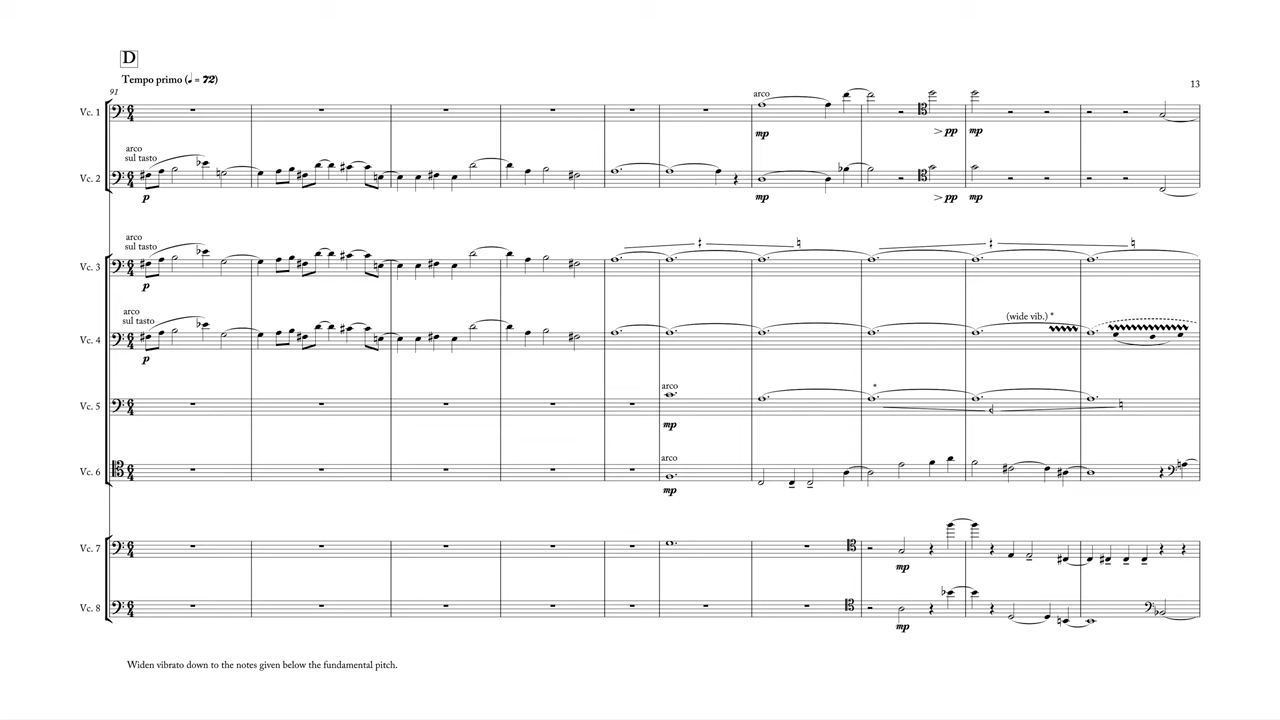 D
Tempo primo (♩ = 72)
13
91
Vc. 1
arco
mp
> pp
mp
arco
sul tasto
Vc. 2
p
mp
> pp
mp
arco
sul tasto
Vc. 3
p
arco
sul tasto
(wide vib.) *
Vc. 4
p
arco
*
Vc. 5
mp
arco
Vc. 6
mp
Vc. 7
mp
Vc. 8
mp
Widen vibrato down to the notes given below the fundamental pitch.